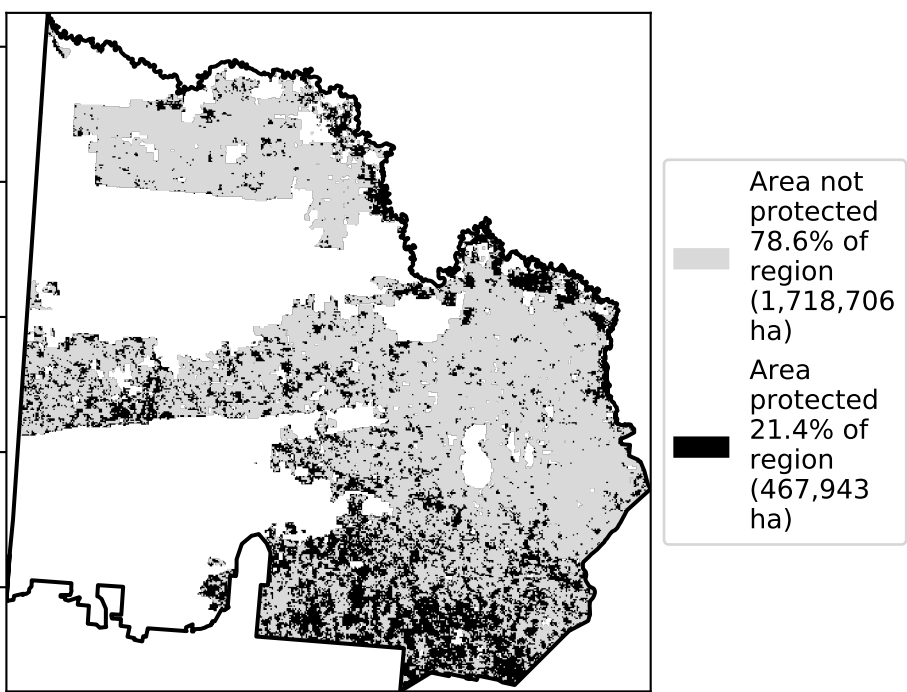 Area not
protected
78.6% of
region
(1,718,706
ha)
Area
protected
21.4% of
region
(467,943
ha)